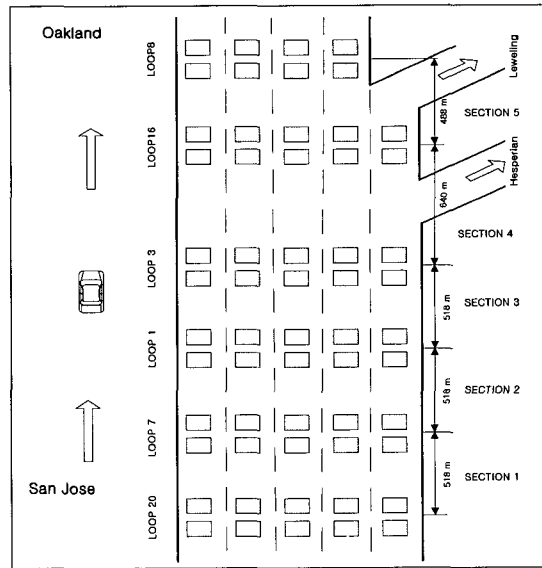 Oakland
LOOP8
Leweling
488 m
SECTION 5
LOOP16
Hesperian
640 m
SECTION 4
LOOP 3
518 m
SECTION 3
LOOP 1
518 m
SECTION 2
LOOP 7
518 m
SECTION 1
San Jose
LOOP 20